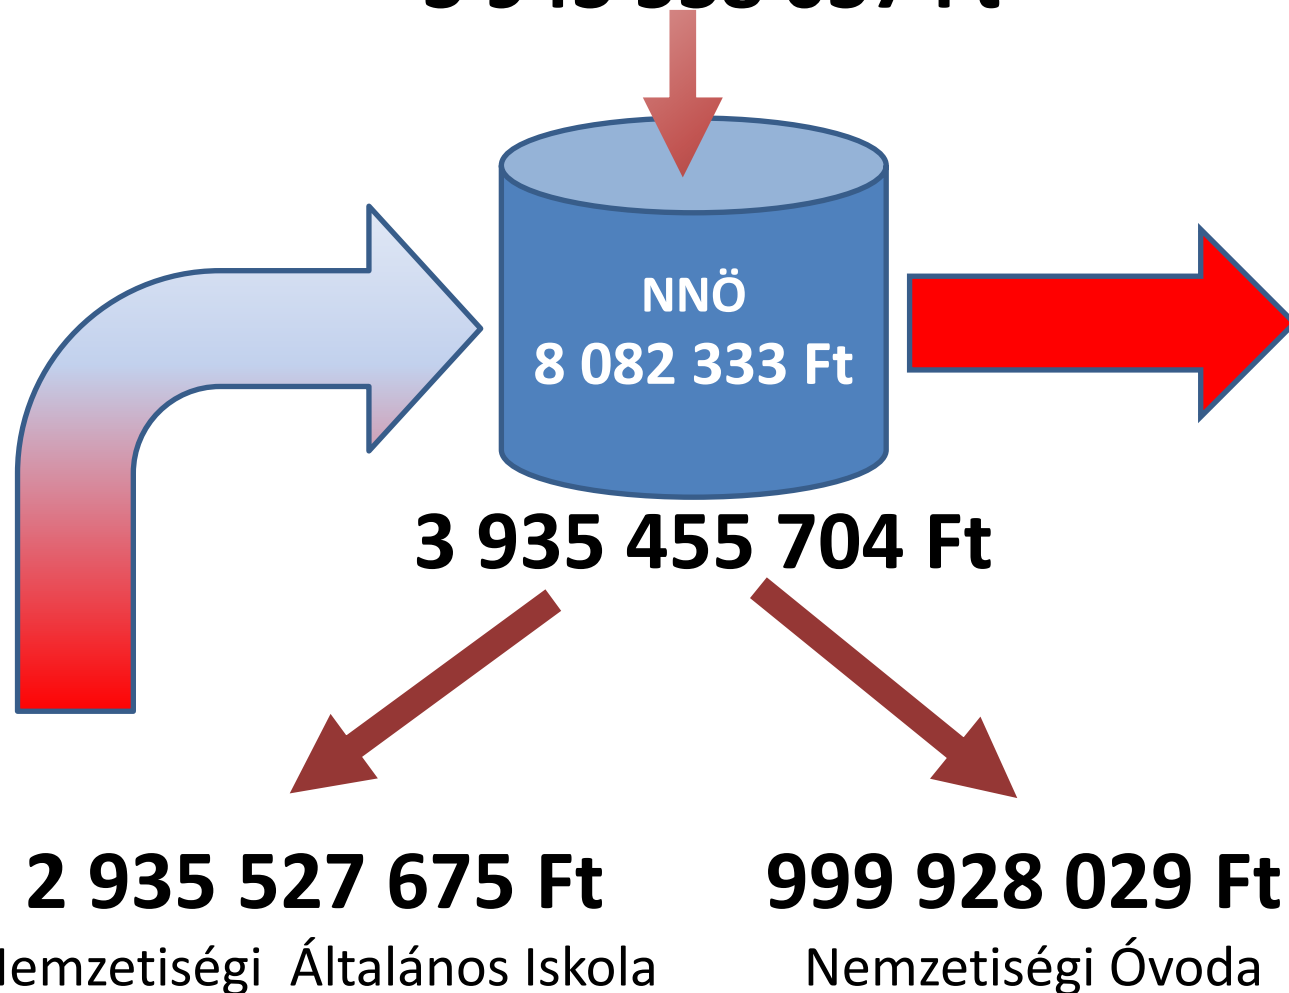 NNÖ
8 082 333 Ft
3 935 455 704 Ft
2 935 527 675 Ft 999 928 029 Ft
Általános Iskola Nemzetiségi Óvoda